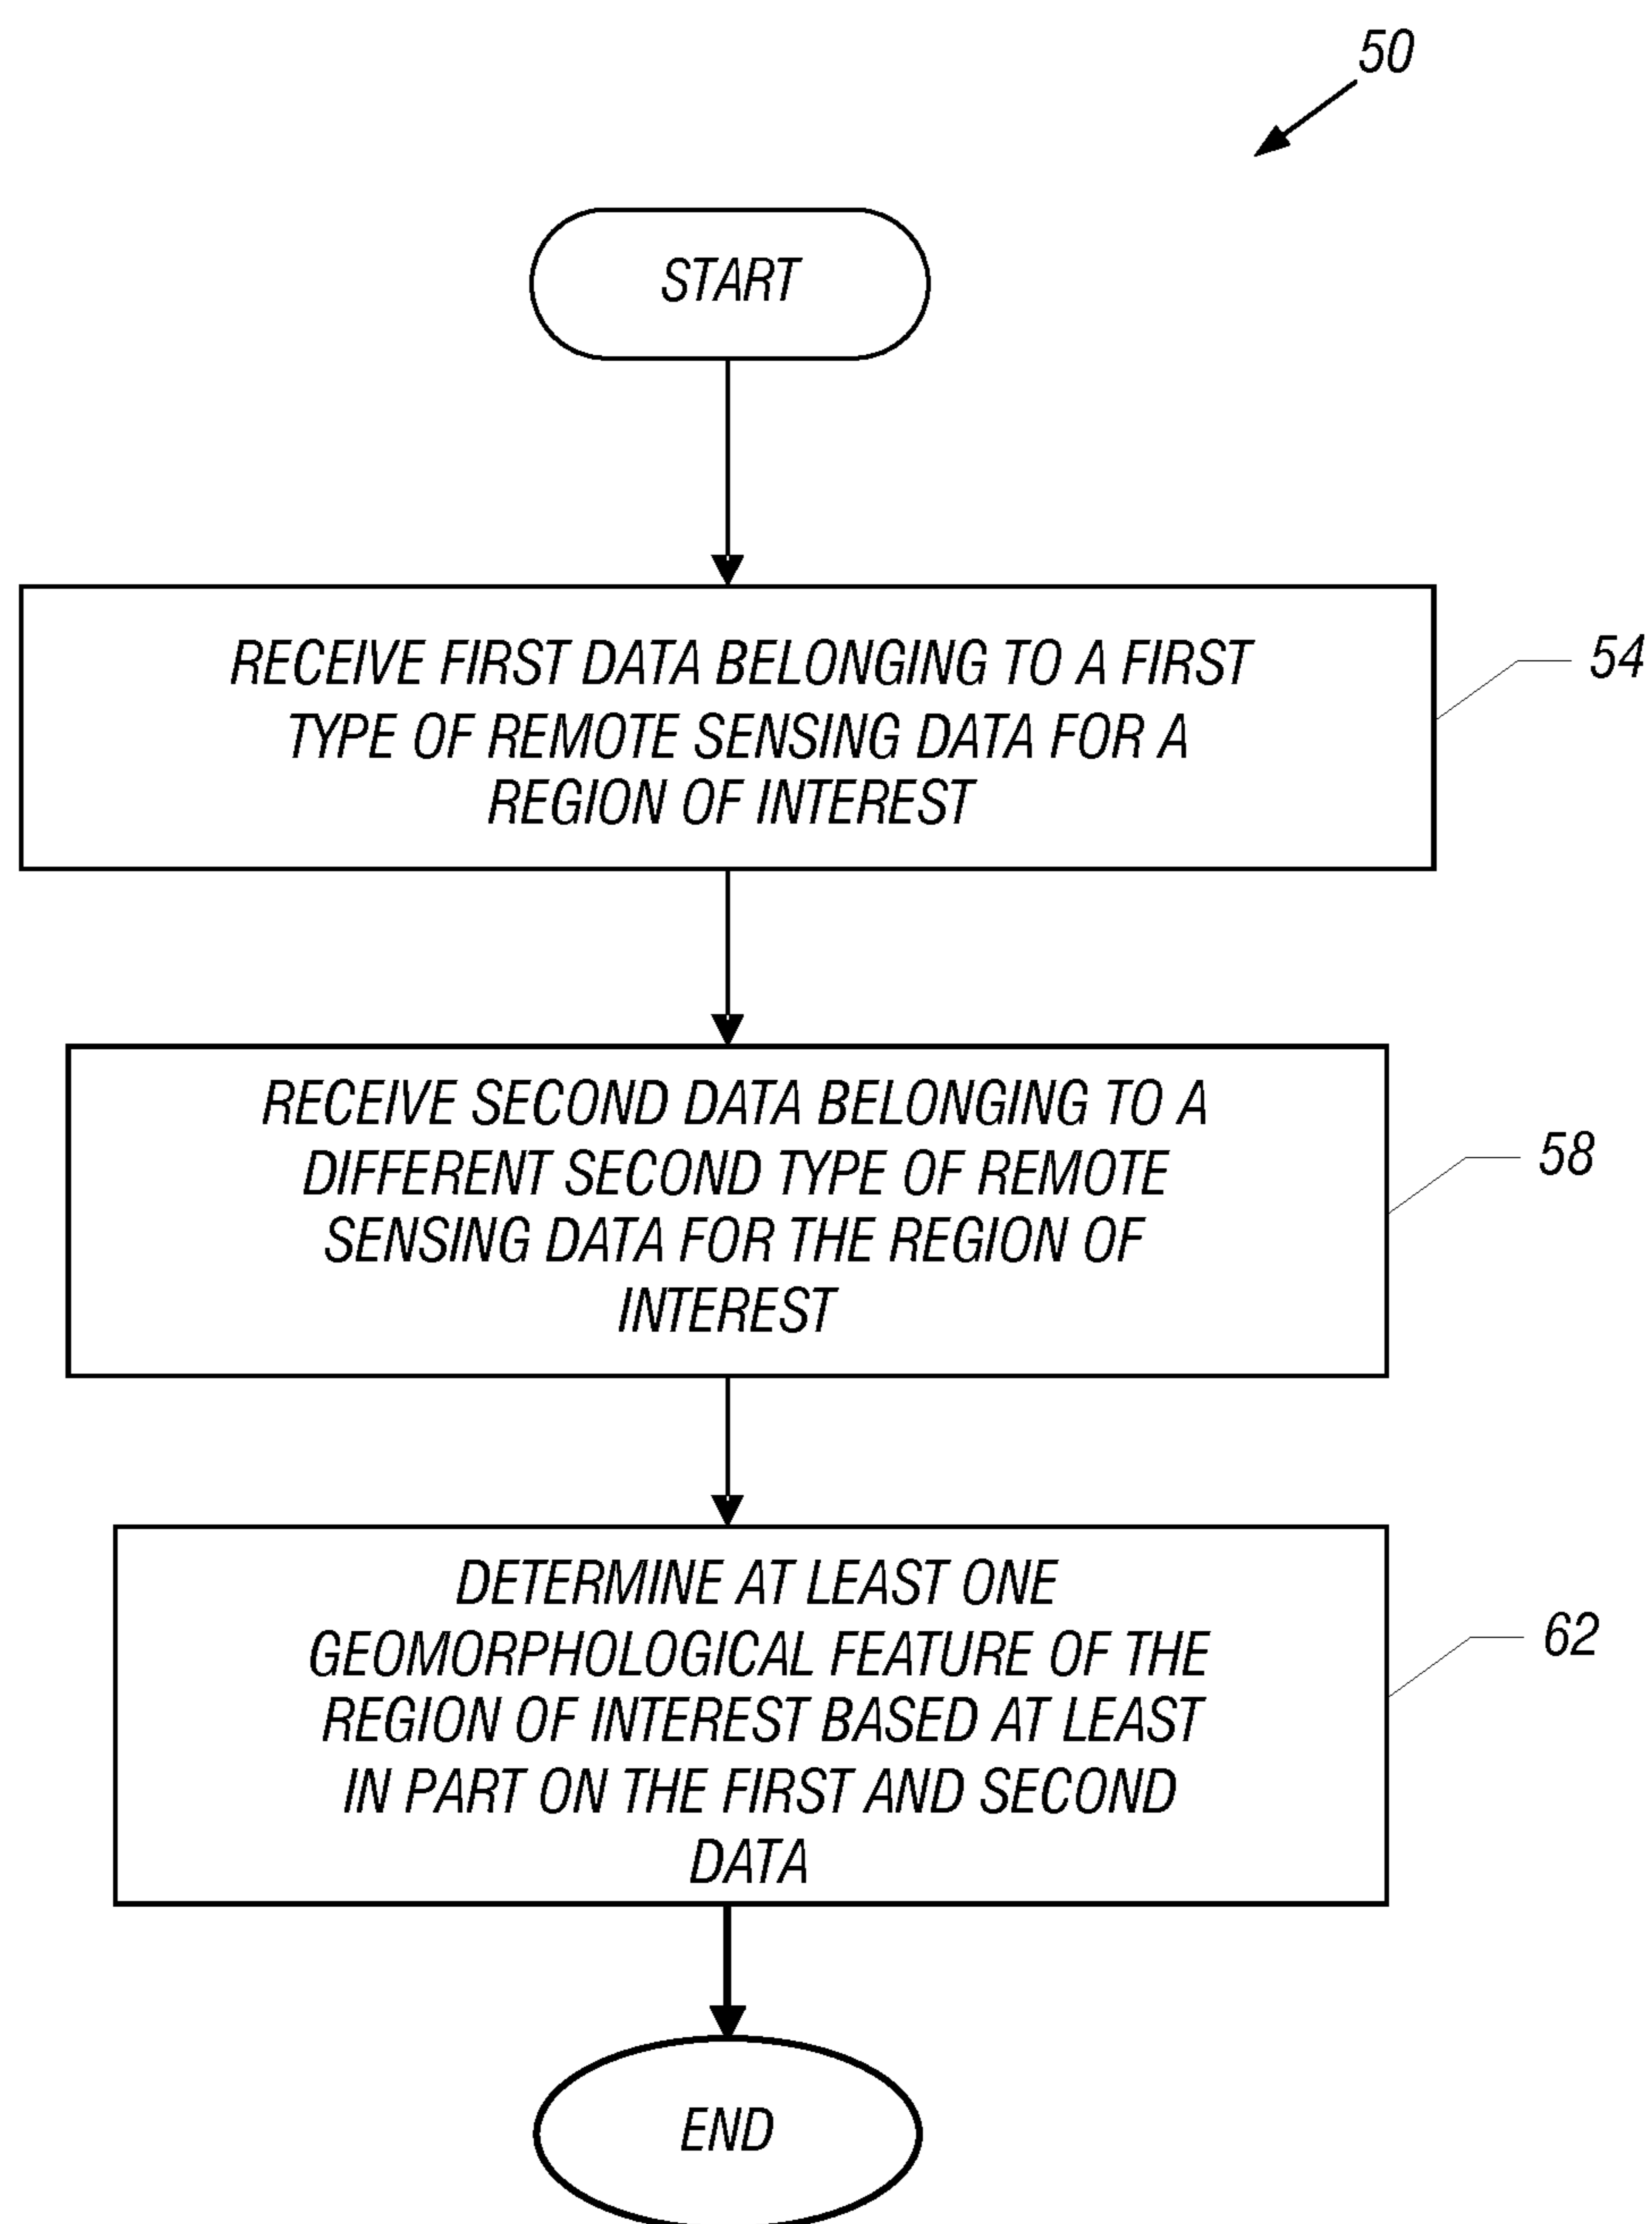 50
START
RECEIVE FIRST DATA BELONGING TO A FIRST
TYPE OF REMOTE SENSING DATA FOR A
REGION OF INTEREST
54
RECEIVE SECOND DATA BELONGING TO A
DIFFERENT SECOND TYPE OF REMOTE
SENSING DATA FOR THE REGION OF
INTEREST
58
DETERMINE AT LEAST ONE
GEOMORPHOLOGICAL FEATURE OF THE
REGION OF INTEREST BASED AT LEAST
IN PART ON THE FIRST AND SECOND
DATA
62
END